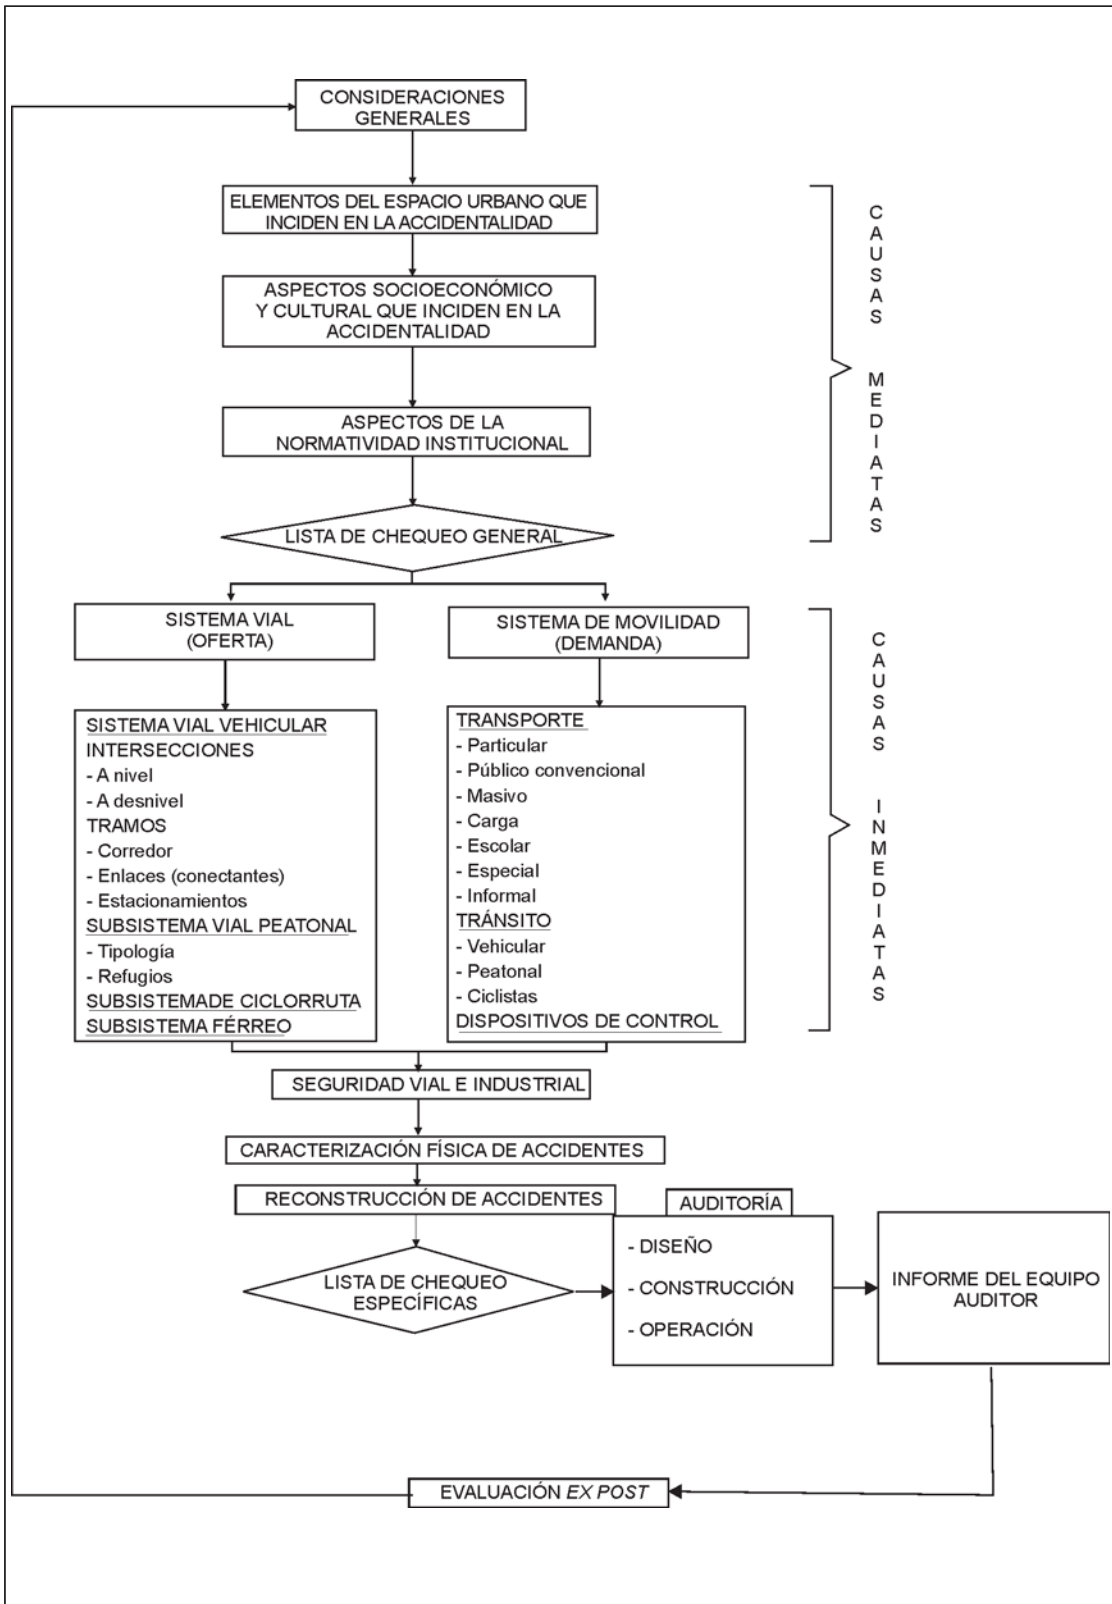 CONSIDERACIONES
GENERALES
ELEMENTOS DEL ESPACIO URBANO QUE
INCIDEN EN LA ACCIDENTALIDAD
ASPECTOS SOCIOECONÓMICO
Y CULTURAL QUE INCIDEN EN LA
ACCIDENTALIDAD
ASPECTOS DE LA
NORMATIVIDAD INSTITUCIONAL
LISTA DE CHEQUEO GENERAL
CAUSAS MEDIATAS
SISTEMA VIAL
(OFERTA)
SISTEMA VIAL VEHICULAR
INTERSECCIONES
- A nivel
- A desnivel
TRAMOS
- Corredor
- Enlaces (conectantes)
- Estacionamientos
SUBSISTEMA VIAL PEATONAL
- Tipología
- Refugios
SUBSISTEMADE CICLORRUTA
SUBSISTEMA FÉRREO
SISTEMA DE MOVILIDAD
(DEMANDA)
TRANSPORTE
- Particular
- Público convencional
- Masivo
- Carga
- Escolar
- Especial
- Informal
TRÁNSITO
- Vehicular
- Peatonal
- Ciclistas
DISPOSITIVOS DE CONTROL
CAUSAS INMEDIATAS
SEGURIDAD VIAL E INDUSTRIAL
CARACTERIZACIÓN FÍSICA DE ACCIDENTES
RECONSTRUCCIÓN DE ACCIDENTES
LISTA DE CHEQUEO
ESPECÍFICAS
AUDITORÍA
- DISEÑO
- CONSTRUCCIÓN
- OPERACIÓN
INFORME DEL EQUIPO
AUDITOR
EVALUACIÓN EX POST